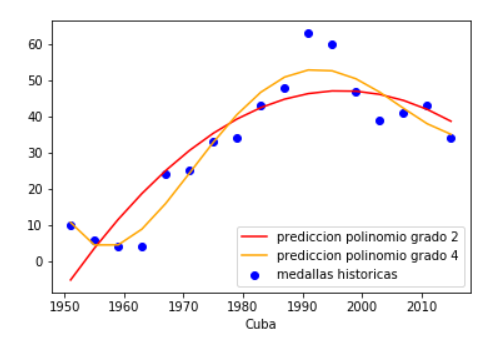 60
50
40
30
20
10
0
prediccion polinomio grado 2
prediccion polinomio grado 4
medallas historicas
1950 1960 1970 1980 1990 2000 2010
Cuba